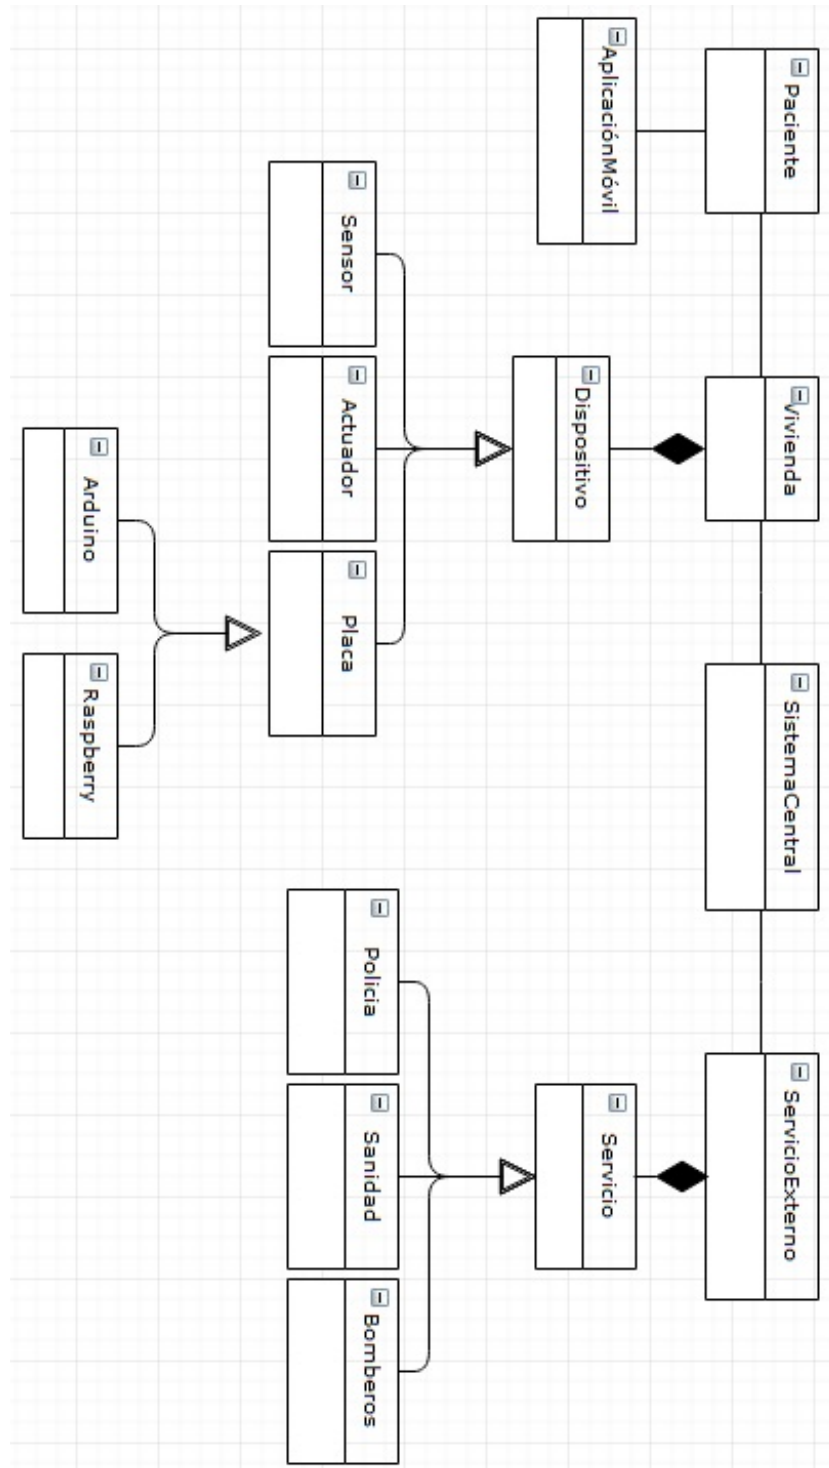 Paciente
Vivienda
SistemaCentral
ServicioExterno
AplicaciónMóvil
Dispositivo
Servicio
Sensor
Actuador
Placa
Policia
Sanidad
Bomberos
Arduino
Raspberry